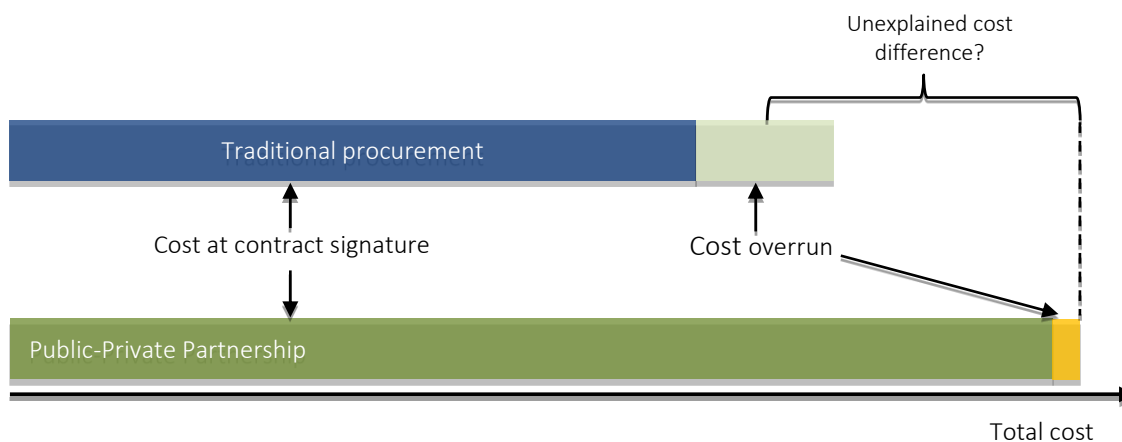 Unexplained cost
difference?
Traditional procurement
Cost at contract signature
Cost overrun
Public-Private Partnership
Total cost